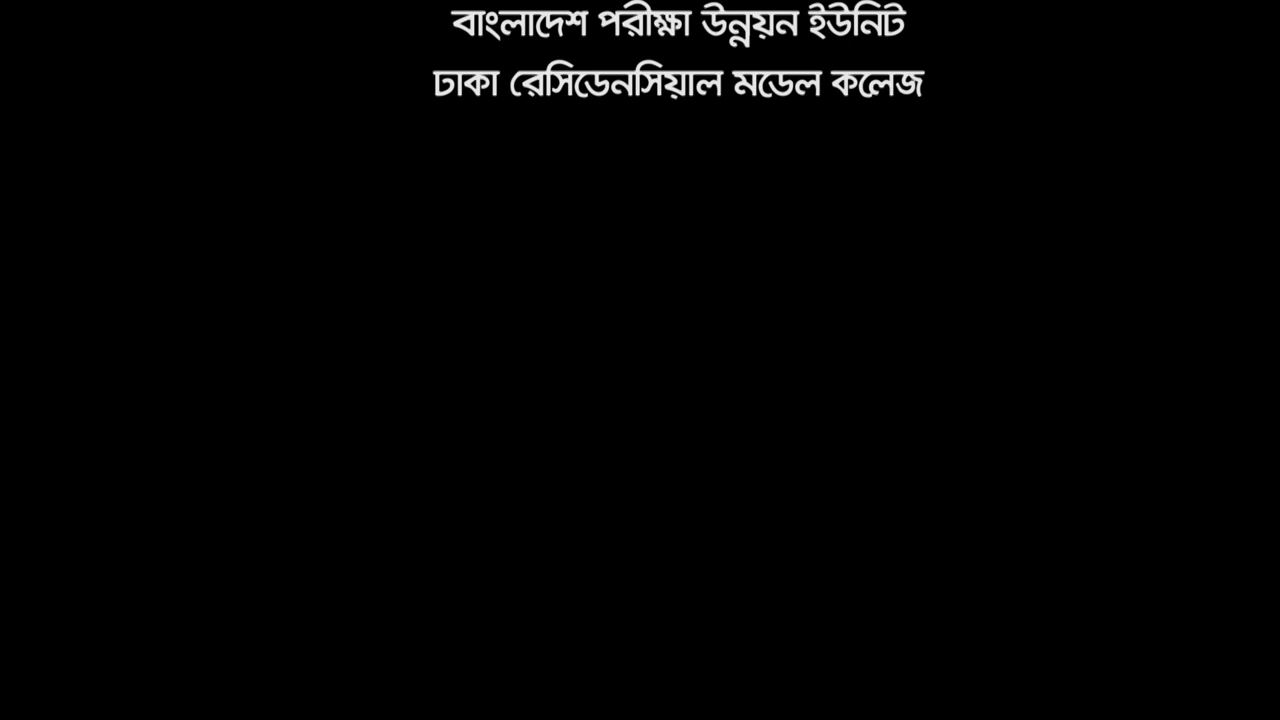 বাংলাদেশ পরীক্ষা উন্নয়ন ইউনিট
ঢাকা রেসিডেনসিয়াল মডেল কলেজ